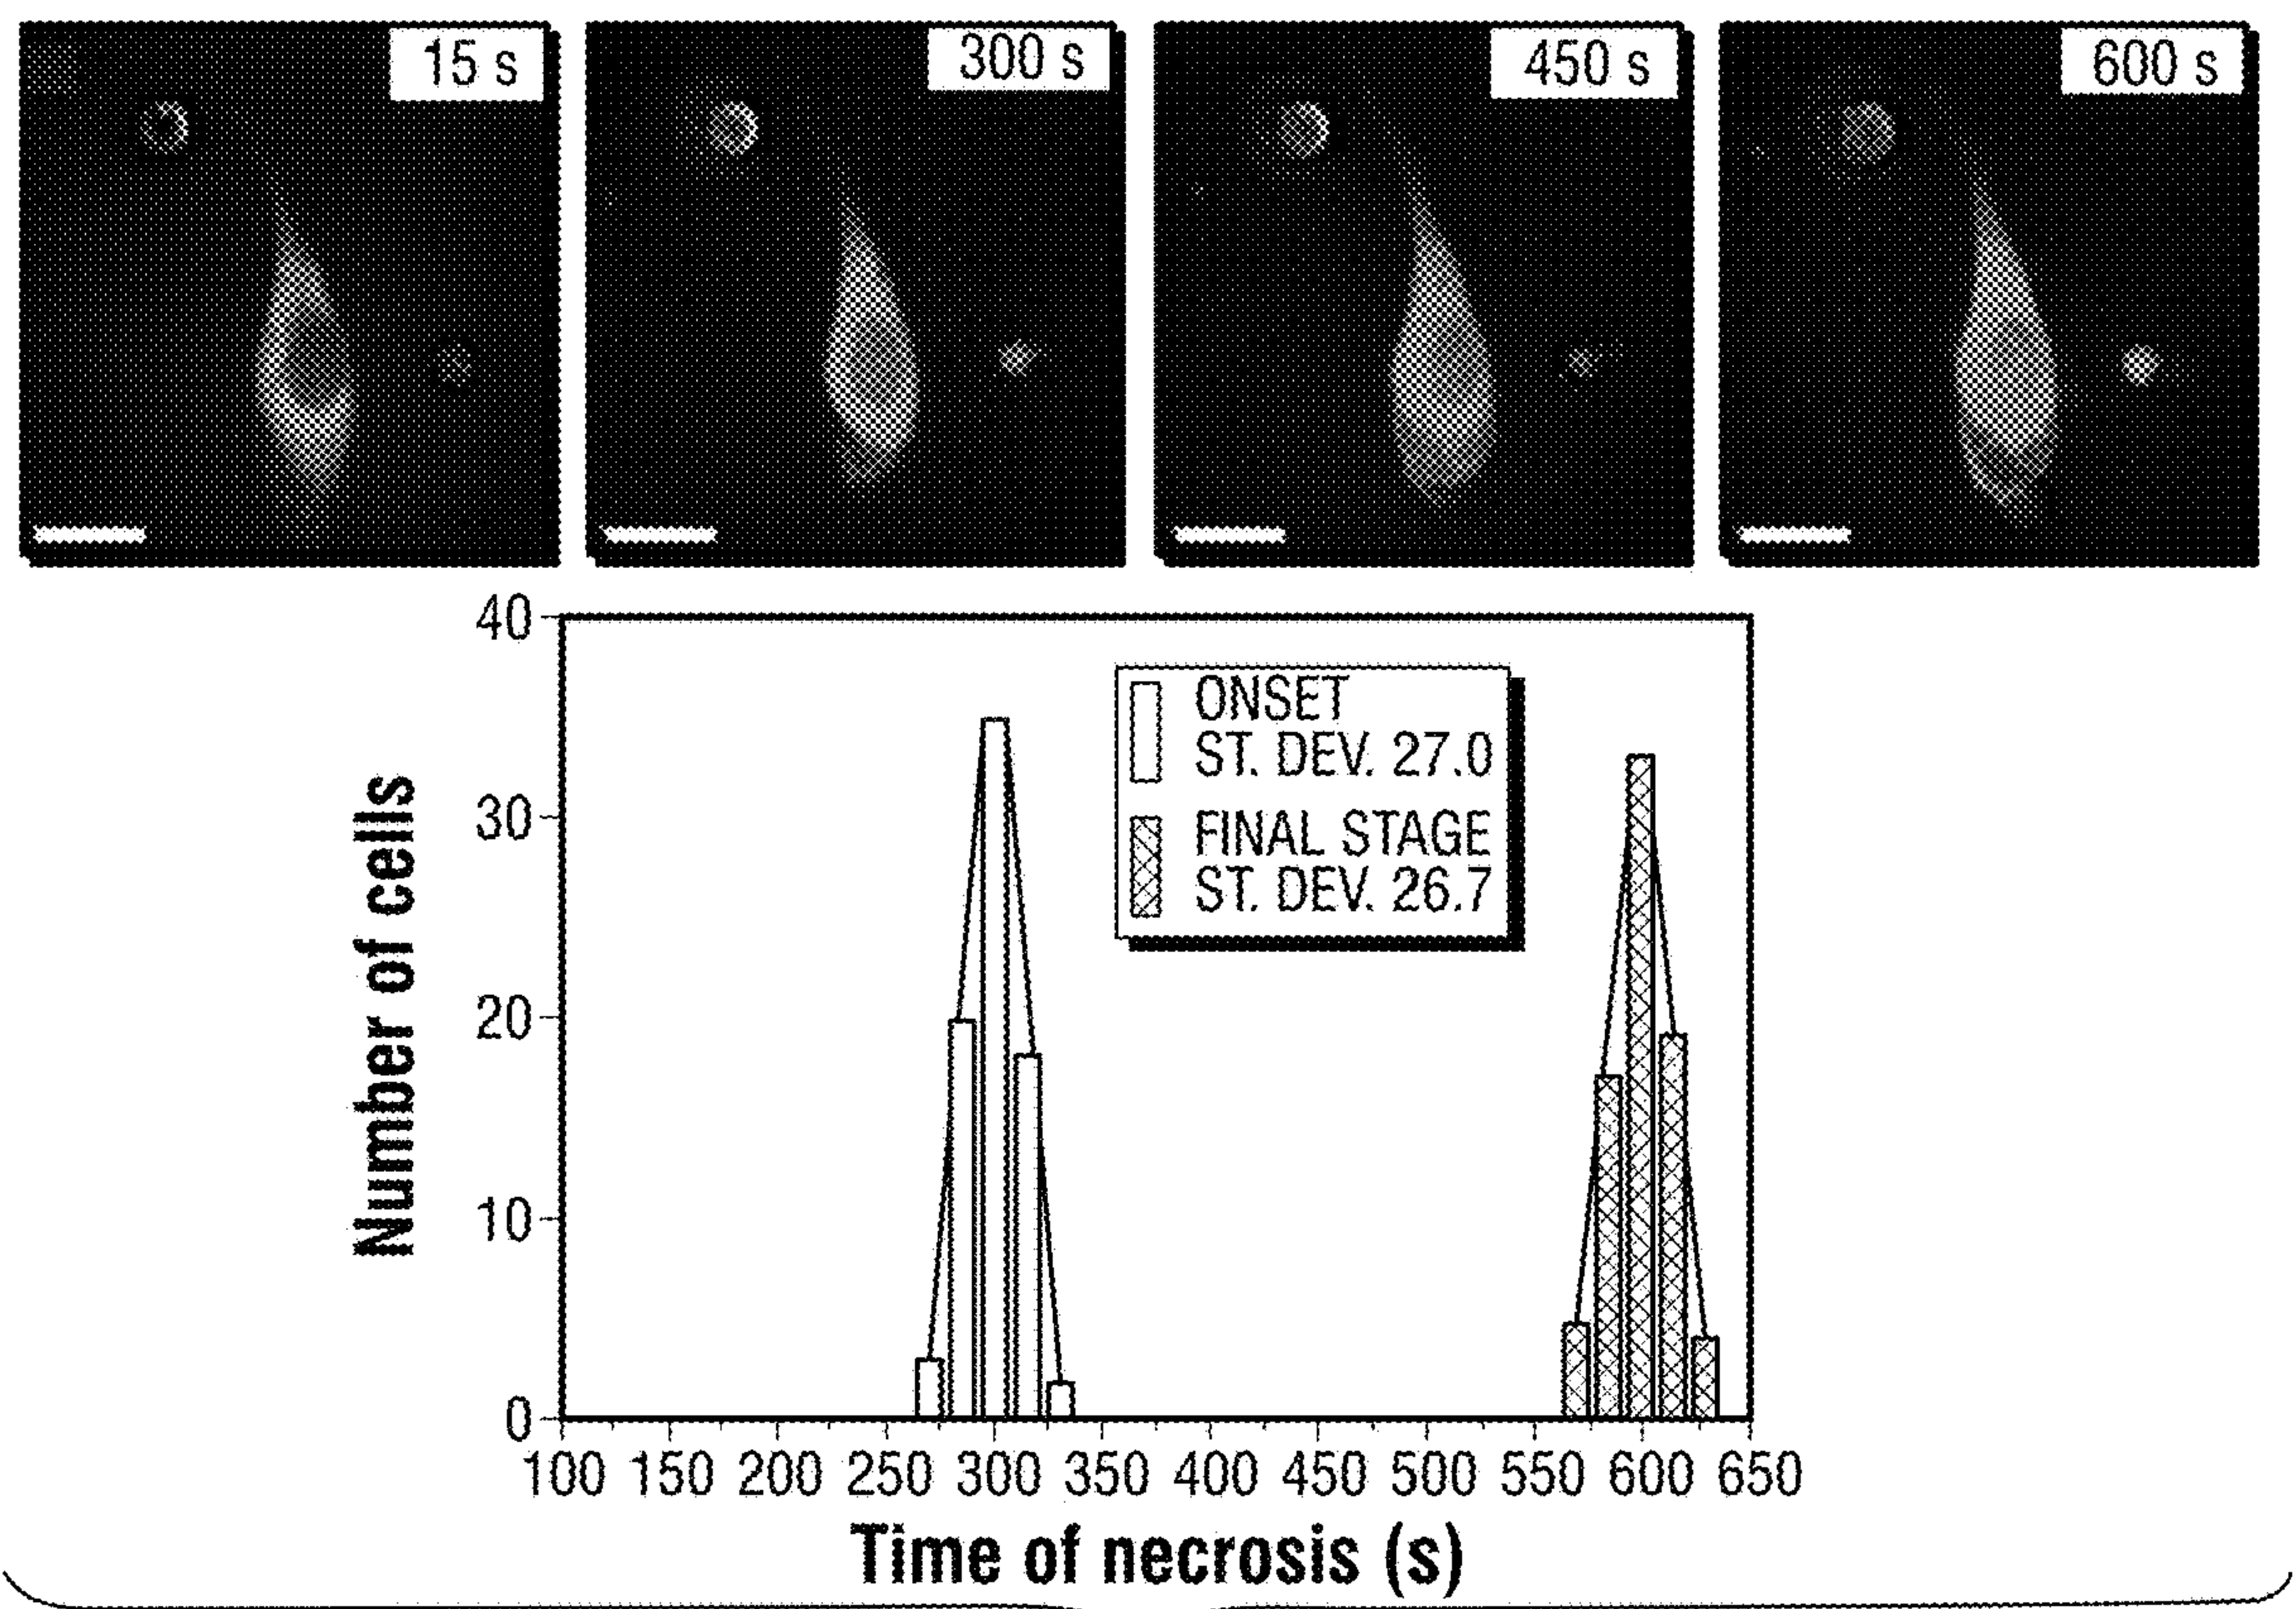 15 s
300 s
450 s
600 s
40
30
20
10
0
Number of cells
ONSET
ST. DEV. 27.0
FINAL STAGE
ST. DEV. 26.7
100 150 200 250 300 350 400 450 500 550 600 650
Time of necrosis (s)